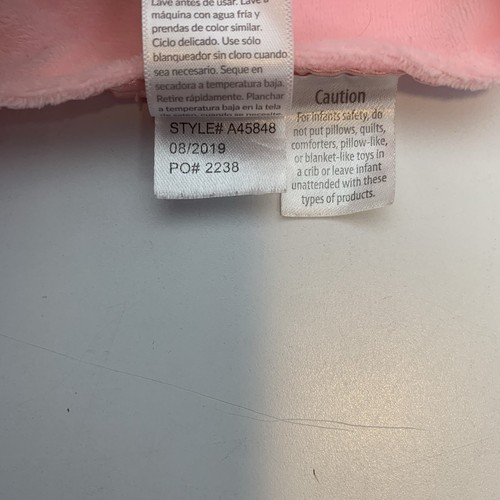 Lave antes de usar. Lave a
máquina con agua fría y
prendas de color similar.
Ciclo delicado. Use sólo
blanqueador sin cloro cuando
sea necesario. Seque en
secadora a temperatura baja.
Retire rápidamente. Planchar
a temperatura baja en la tela
STYLE# A45848
08/2019
PO# 2238
Caution
For infants safety, do
not put pillows, quilts,
comforters, pillow-like,
or blanket-like toys in
a crib or leave infant
unattended with these
types of products.